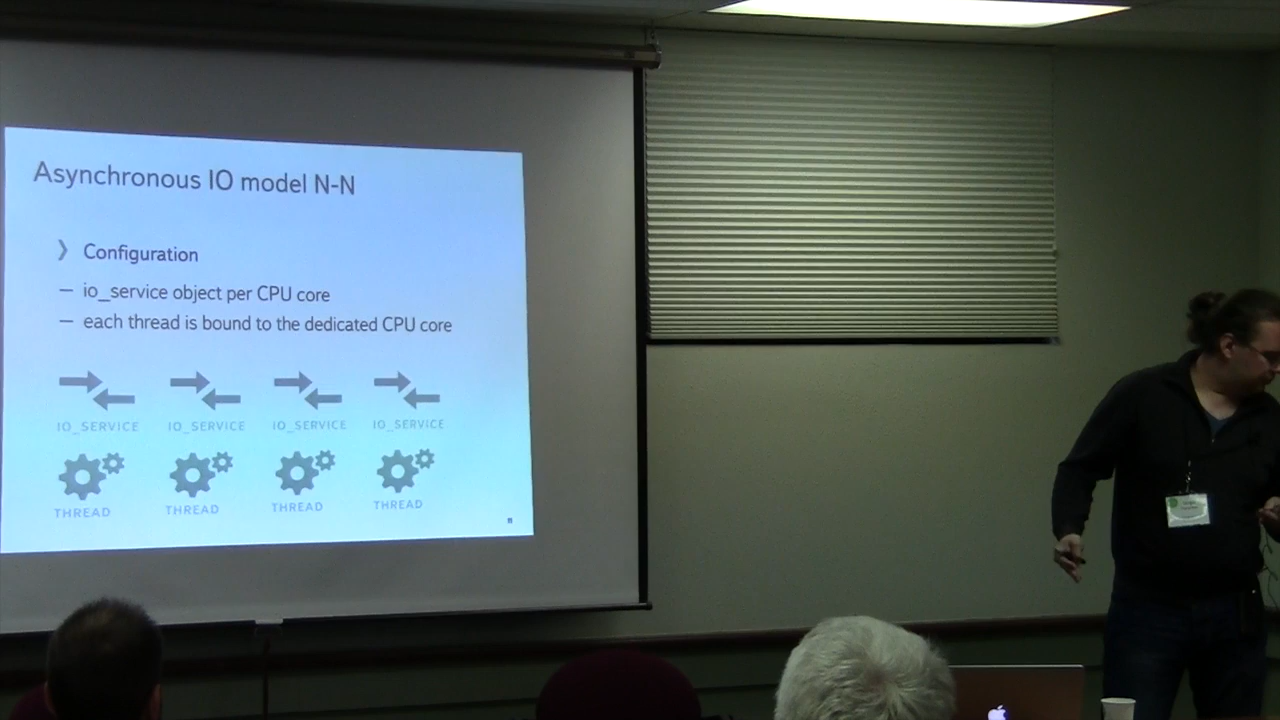 Asynchronous IO model N-N
❯ Configuration
— io_service object per CPU core
— each thread is bound to the dedicated CPU core
IO_SERVICE IO_SERVICE IO_SERVICE IO_SERVICE
THREAD THREAD THREAD THREAD